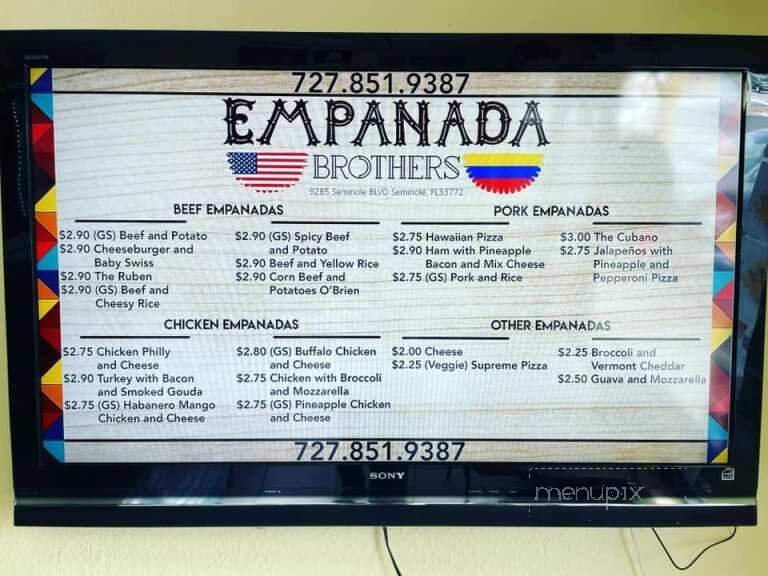 727.851.9387
EMPANADA
BROTHERS
9285 Seminole BLVD Seminole, FL33772
BEEF EMPANADAS
$2.90 (GS) Beef and Potato
$2.90 Cheeseburger and
Baby Swiss
$2.90 The Ruben
$2.90 (GS) Beef and
Cheesy Rice
$2.90 (GS) Spicy Beef
and Potato
$2.90 Beef and Yellow Rice
$2.90 Corn Beef and
Potatoes O'Brien
PORK EMPANADAS
$2.75 Hawaiian Pizza
$2.90 Ham with Pineapple
Bacon and Mix Cheese
$2.75 (GS) Pork and Rice
$3.00 The Cubano
$2.75 Jalapeños with
Pineapple and
Pepperoni Pizza
CHICKEN EMPANADAS
$2.75 Chicken Philly
and Cheese
$2.90 Turkey with Bacon
and Smoked Gouda
$2.75 (GS) Habanero Mango
Chicken and Cheese
$2.80 (GS) Buffalo Chicken
and Cheese
$2.75 Chicken with Broccoli
and Mozzarella
$2.75 (GS) Pineapple Chicken
and Cheese
OTHER EMPANADAS
$2.00 Cheese
$2.25 (Veggie) Supreme Pizza
$2.25 Broccoli and
Vermont Cheddar
$2.50 Guava and Mozzarella
727.851.9387
SONY
menupix